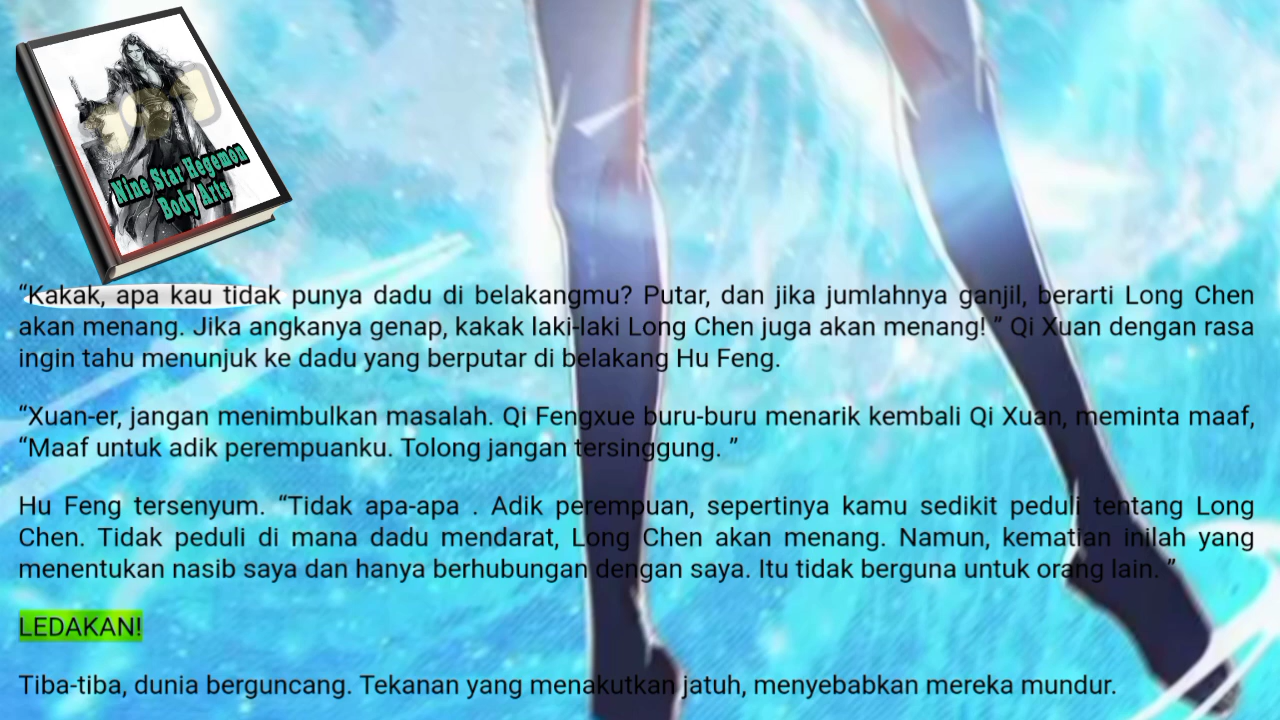 Nine Star Hegemon
Body Arts
“Kakak, apa kau tidak punya dadu di belakangmu? Putar, dan jika jumlahnya ganjil, berarti Long Chen
akan menang. Jika angkanya genap, kakak laki-laki Long Chen juga akan menang! ” Qi Xuan dengan rasa
ingin tahu menunjuk ke dadu yang berputar di belakang Hu Feng.
“Xuan-er, jangan menimbulkan masalah. Qi Fengxue buru-buru menarik kembali Qi Xuan, meminta maaf,
“Maaf untuk adik perempuanku. Tolong jangan tersinggung. ”
Hu Feng tersenyum. “Tidak apa-apa . Adik perempuan, sepertinya kamu sedikit peduli tentang Long
Chen. Tidak peduli di mana dadu mendarat, Long Chen akan menang. Namun, kematian inilah yang
menentukan nasib saya dan hanya berhubungan dengan saya. Itu tidak berguna untuk orang lain. ”
LEDAKAN!
Tiba-tiba, dunia berguncang. Tekanan yang menakutkan jatuh, menyebabkan mereka mundur.